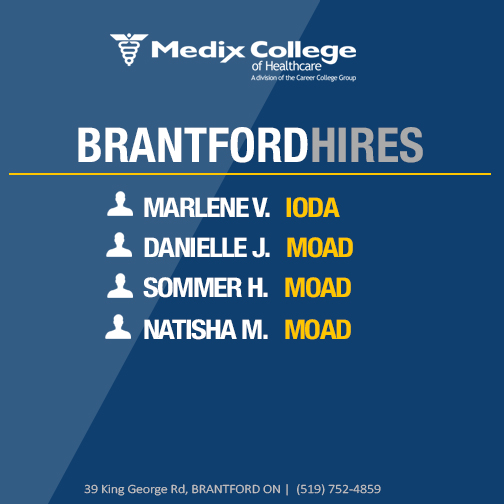 Medix College
of Healthcare
A division of the Career College Group
BRANTFORDHIRES
MARLENE V. IODA
DANIELLE J. MOAD
SOMMER H. MOAD
NATISHA M. MOAD
39 King George Rd, BRANTFORD ON | (519) 752-4859